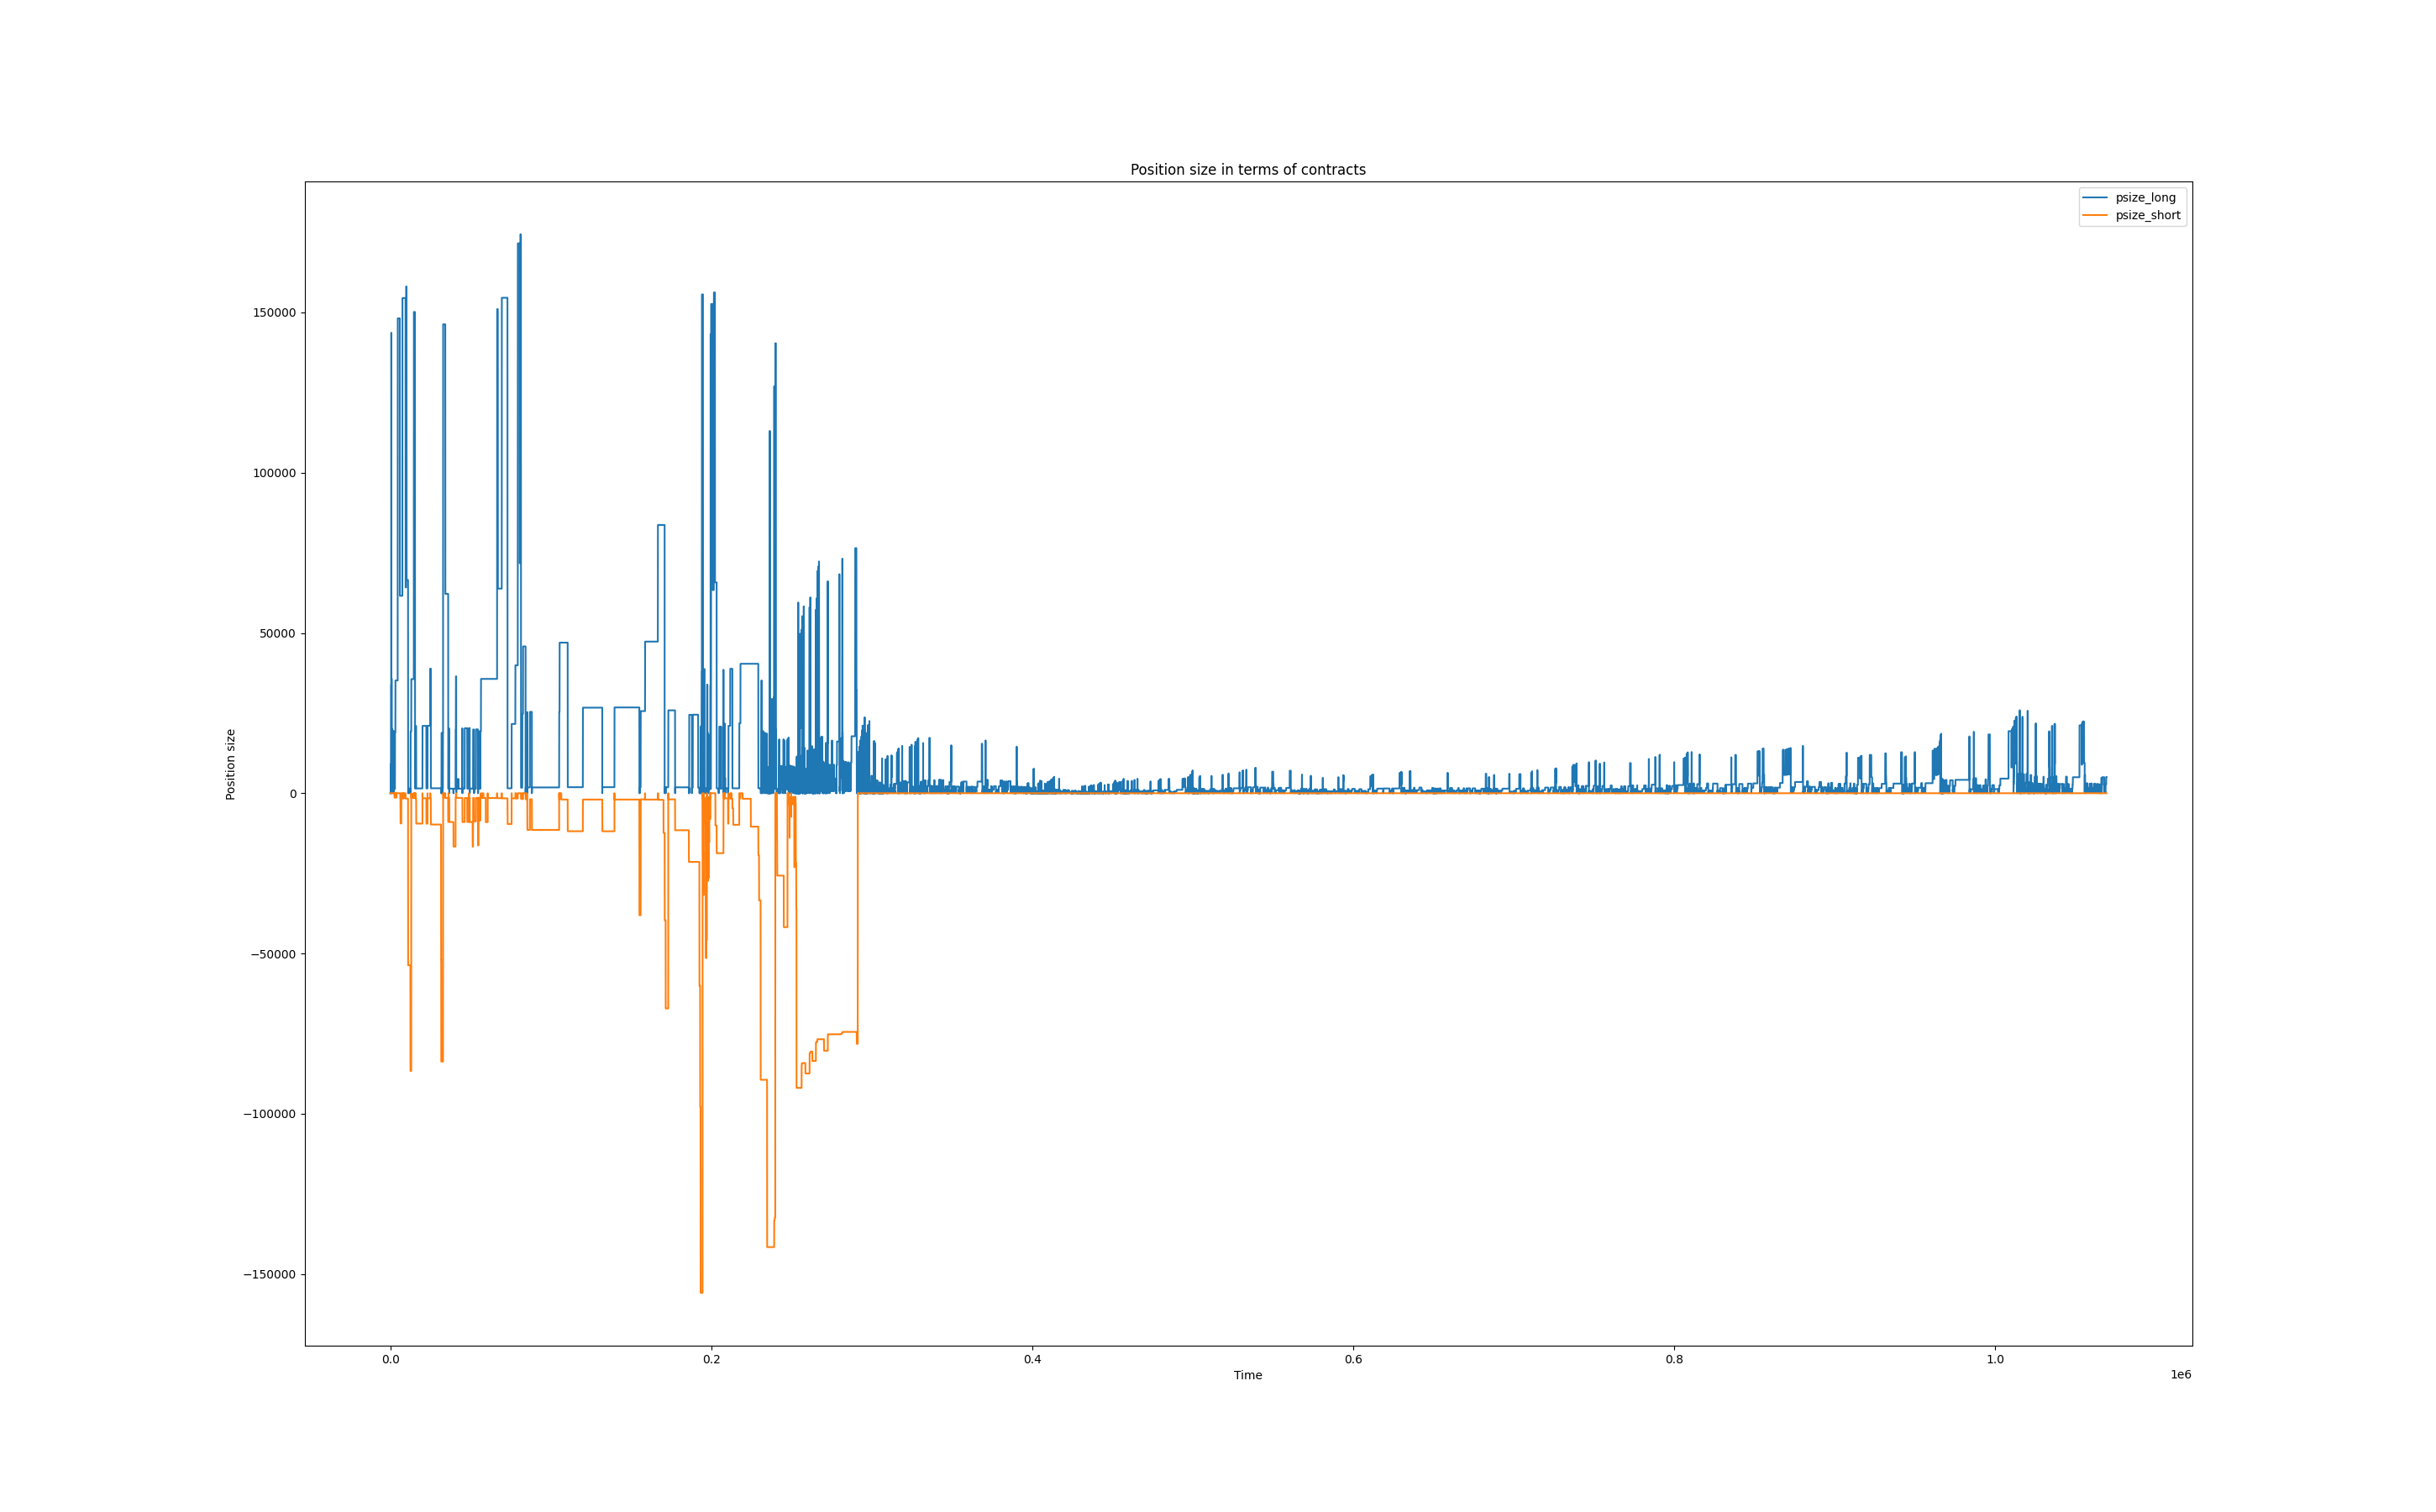 Position size in terms of contracts
psize_long
psize_short
150000
100000
50000
0
−50000
−100000
−150000
Position size
0.0
0.2
0.4
0.6
0.8
1.0
Time
1e6